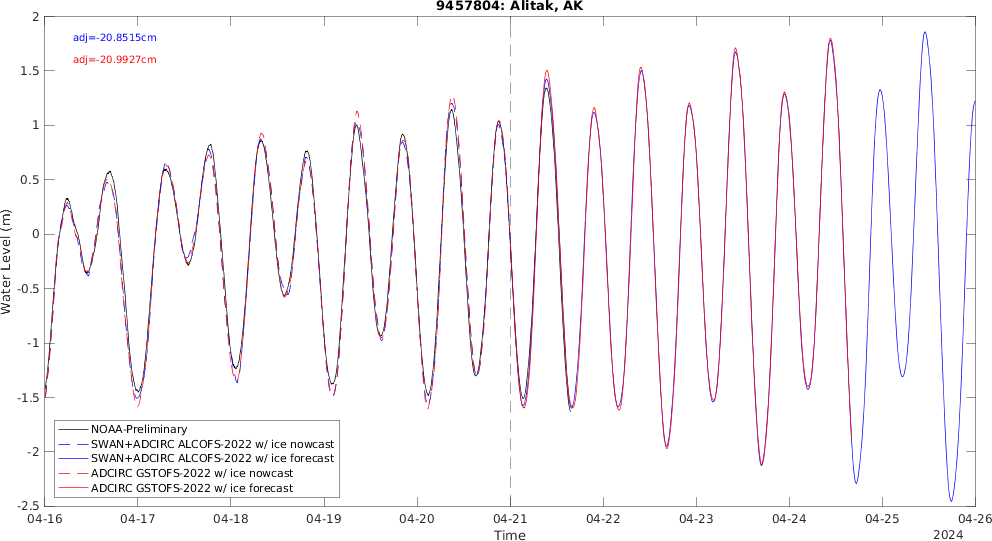 9457804: Alitak, AK
adj=-20.8515cm
adj=-20.9927cm
2
1.5
1
0.5
0
-0.5
-1
-1.5
-2
-2.5
Water Level (m)
NOAA-Preliminary
SWAN+ADCIRC ALCOFS-2022 w/ ice nowcast
SWAN+ADCIRC ALCOFS-2022 w/ ice forecast
ADCIRC GSTOFS-2022 w/ ice nowcast
ADCIRC GSTOFS-2022 w/ ice forecast
04-16 04-17 04-18 04-19 04-20 04-21 04-22 04-23 04-24 04-25 04-26
Time
2024